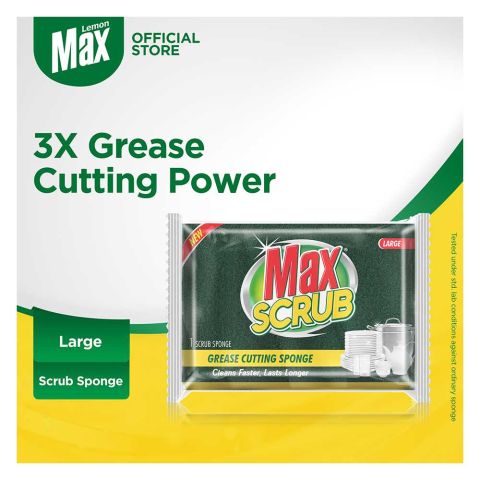 Lemon
Max
OFFICIAL
STORE
3X Grease
Cutting Power
NEW
LARGE
Max
SCRUB
1 SCRUB SPONGE
GREASE CUTTING SPONGE
Cleans Faster, Lasts Longer
Large
Scrub Sponge
Tested under std. lab conditions against ordinary sponge